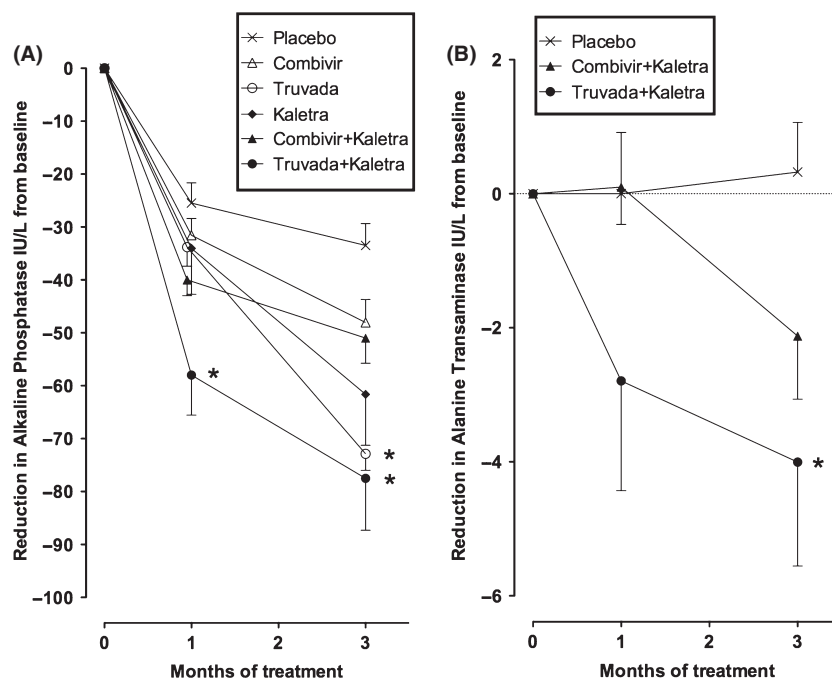 (A)
Placebo
Combivir
Truvada
Kaletra
Combivir+Kaletra
Truvada+Kaletra
Reduction in Alkaline Phosphatase IU/L from baseline
0
−10
−20
−30
−40
−50
−60
−70
−80
−90
−100
*
*
*
0
1
2
3
Months of treatment
(B)
Placebo
Combivir+Kaletra
Truvada+Kaletra
Reduction in Alanine Transaminase IU/L from baseline
2
0
−2
−4
−6
*
0
1
2
3
Months of treatment